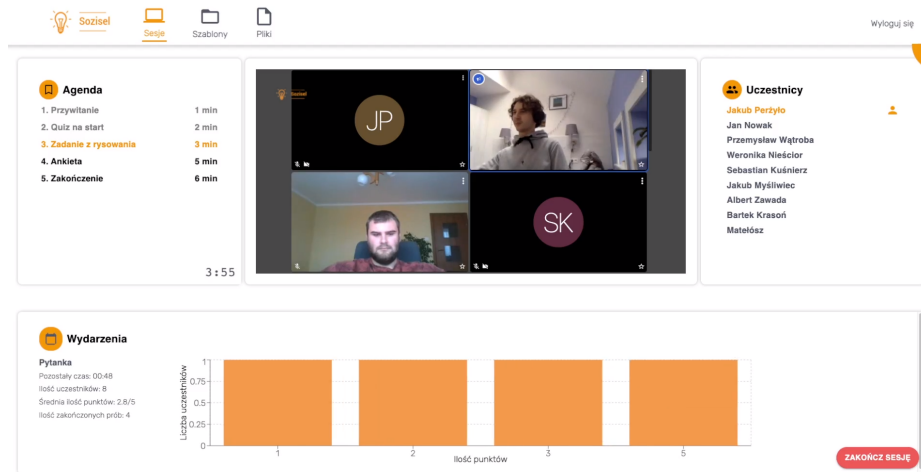 Sozisel
Sesje
Szablony
Pliki
Wyloguj się
Agenda
1. Przywitanie 1 min
2. Quiz na start 2 min
3. Zadanie z rysowania 3 min
4. Ankieta 5 min
5. Zakończenie 6 min
3:55
Sozisel
JP
SK
Uczestnicy
Jakub Perżyło
Jan Nowak
Przemysław Wątroba
Weronika Nieścior
Sebastian Kuśnierz
Jakub Myśliwiec
Albert Zawada
Bartek Krasoń
Matełósz
Wydarzenia
Pytanka
Pozostały czas: 00:48
Ilość uczestników: 8
Średnia ilość punktów: 2.8/5
Ilość zakończonych prób: 4
Liczba uczestników
1
0.75
0.5
0.25
0
1 2 3 5
Ilość punktów
ZAKOŃCZ SESJĘ